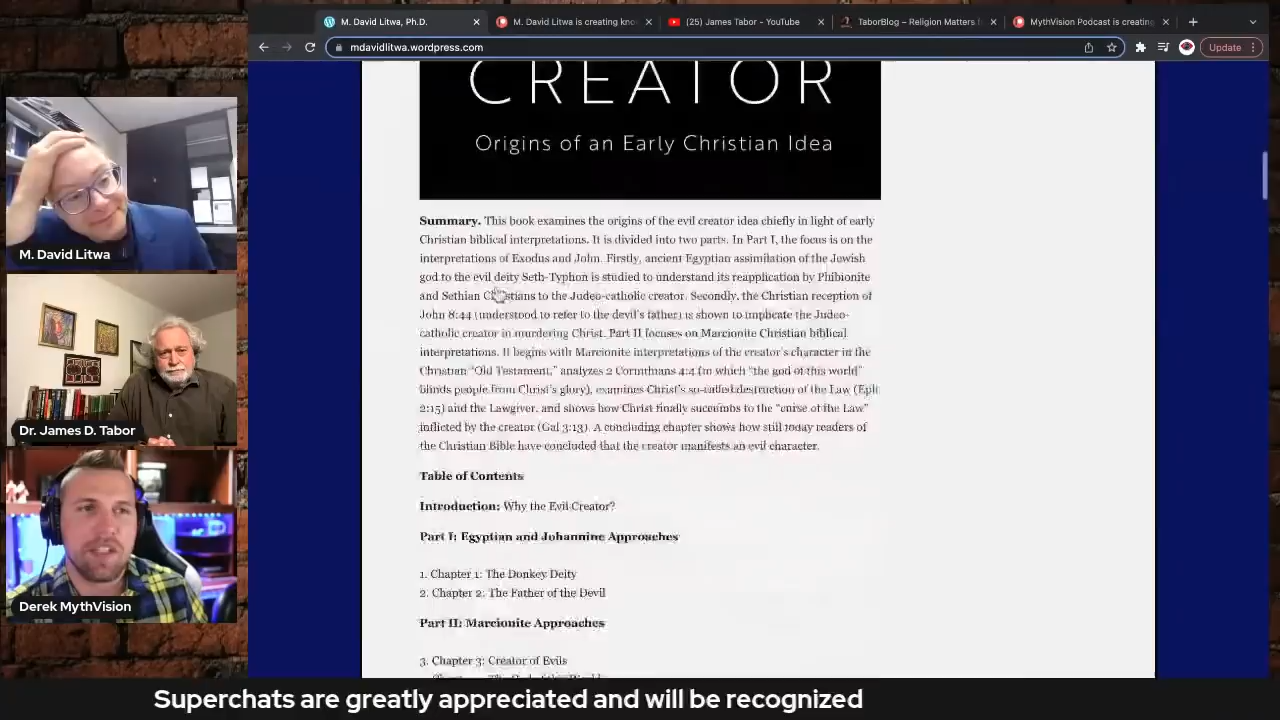 M. David Litwa, Ph.D.
M. David Litwa is creating kno
(25) James Tabor - YouTube
TaborBlog – Religion Matters
MythVision Podcast is creating
mdavidlitwa.wordpress.com
Update
CREATOR
Origins of an Early Christian Idea
Summary. This book examines the origins of the evil creator idea chiefly in light of early
Christian biblical interpretations. It is divided into two parts. In Part I, the focus is on the
interpretations of Exodus and John. Firstly, ancient Egyptian assimilation of the Jewish
god to the evil deity Seth-Typhon is studied to understand its reapplication by Phibionite
and Sethian Christians to the Judeo-catholic creator. Secondly, the Christian reception of
John 8:44 (understood to refer to the devil's father) is shown to implicate the Judeo-
catholic creator in murdering Christ. Part II focuses on Marcionite Christian biblical
interpretations. It begins with Marcionite interpretations of the creator's character in the
Christian "Old Testament," analyzes 2 Corinthians 4:4 (in which "the god of this world"
blinds people from Christ's glory), examines Christ's so-called destruction of the Law (Eph
2:15) and the Lawgiver, and shows how Christ finally succumbs to the "curse of the Law"
inflicted by the creator (Gal 3:13). A concluding chapter shows how still today readers of
the Christian Bible have concluded that the creator manifests an evil character.
Table of Contents
Introduction: Why the Evil Creator?
Part I: Egyptian and Johannine Approaches
1. Chapter 1: The Donkey Deity
2. Chapter 2: The Father of the Devil
Part II: Marcionite Approaches
3. Chapter 3: Creator of Evils
M. David Litwa
Dr. James D. Tabor
Derek MythVision
Superchats are greatly appreciated and will be recognized